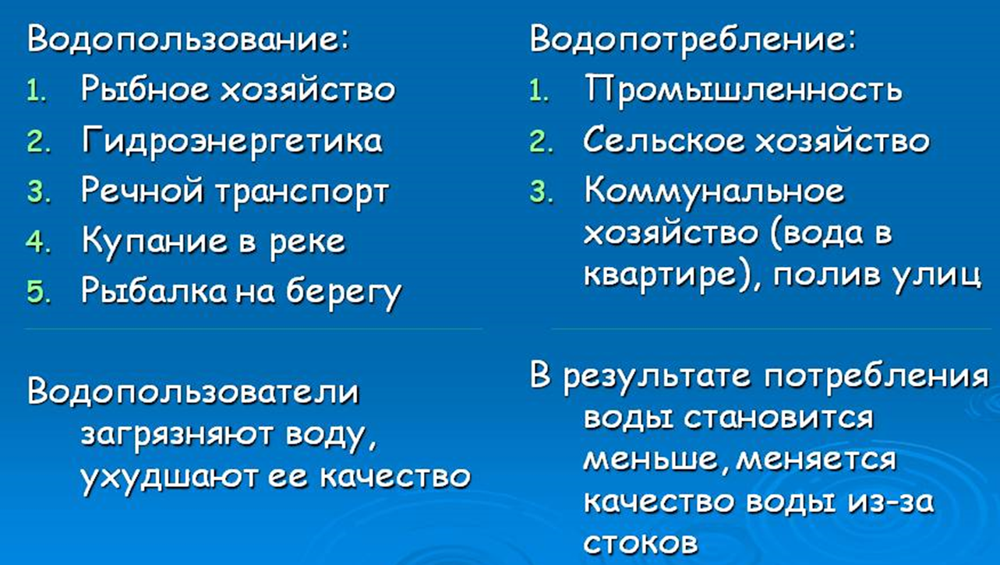 Водопользование:
1. Рыбное хозяйство
2. Гидроэнергетика
3. Речной транспорт
4. Купание в реке
5. Рыбалка на берегу
Водопользователи
загрязняют воду,
ухудшают ее качество
Водопотребление:
1. Промышленность
2. Сельское хозяйство
3. Коммунальное
хозяйство (вода в
квартире), полив улиц
В результате потребления
воды становится
меньше, меняется
качество воды из-за
стоков